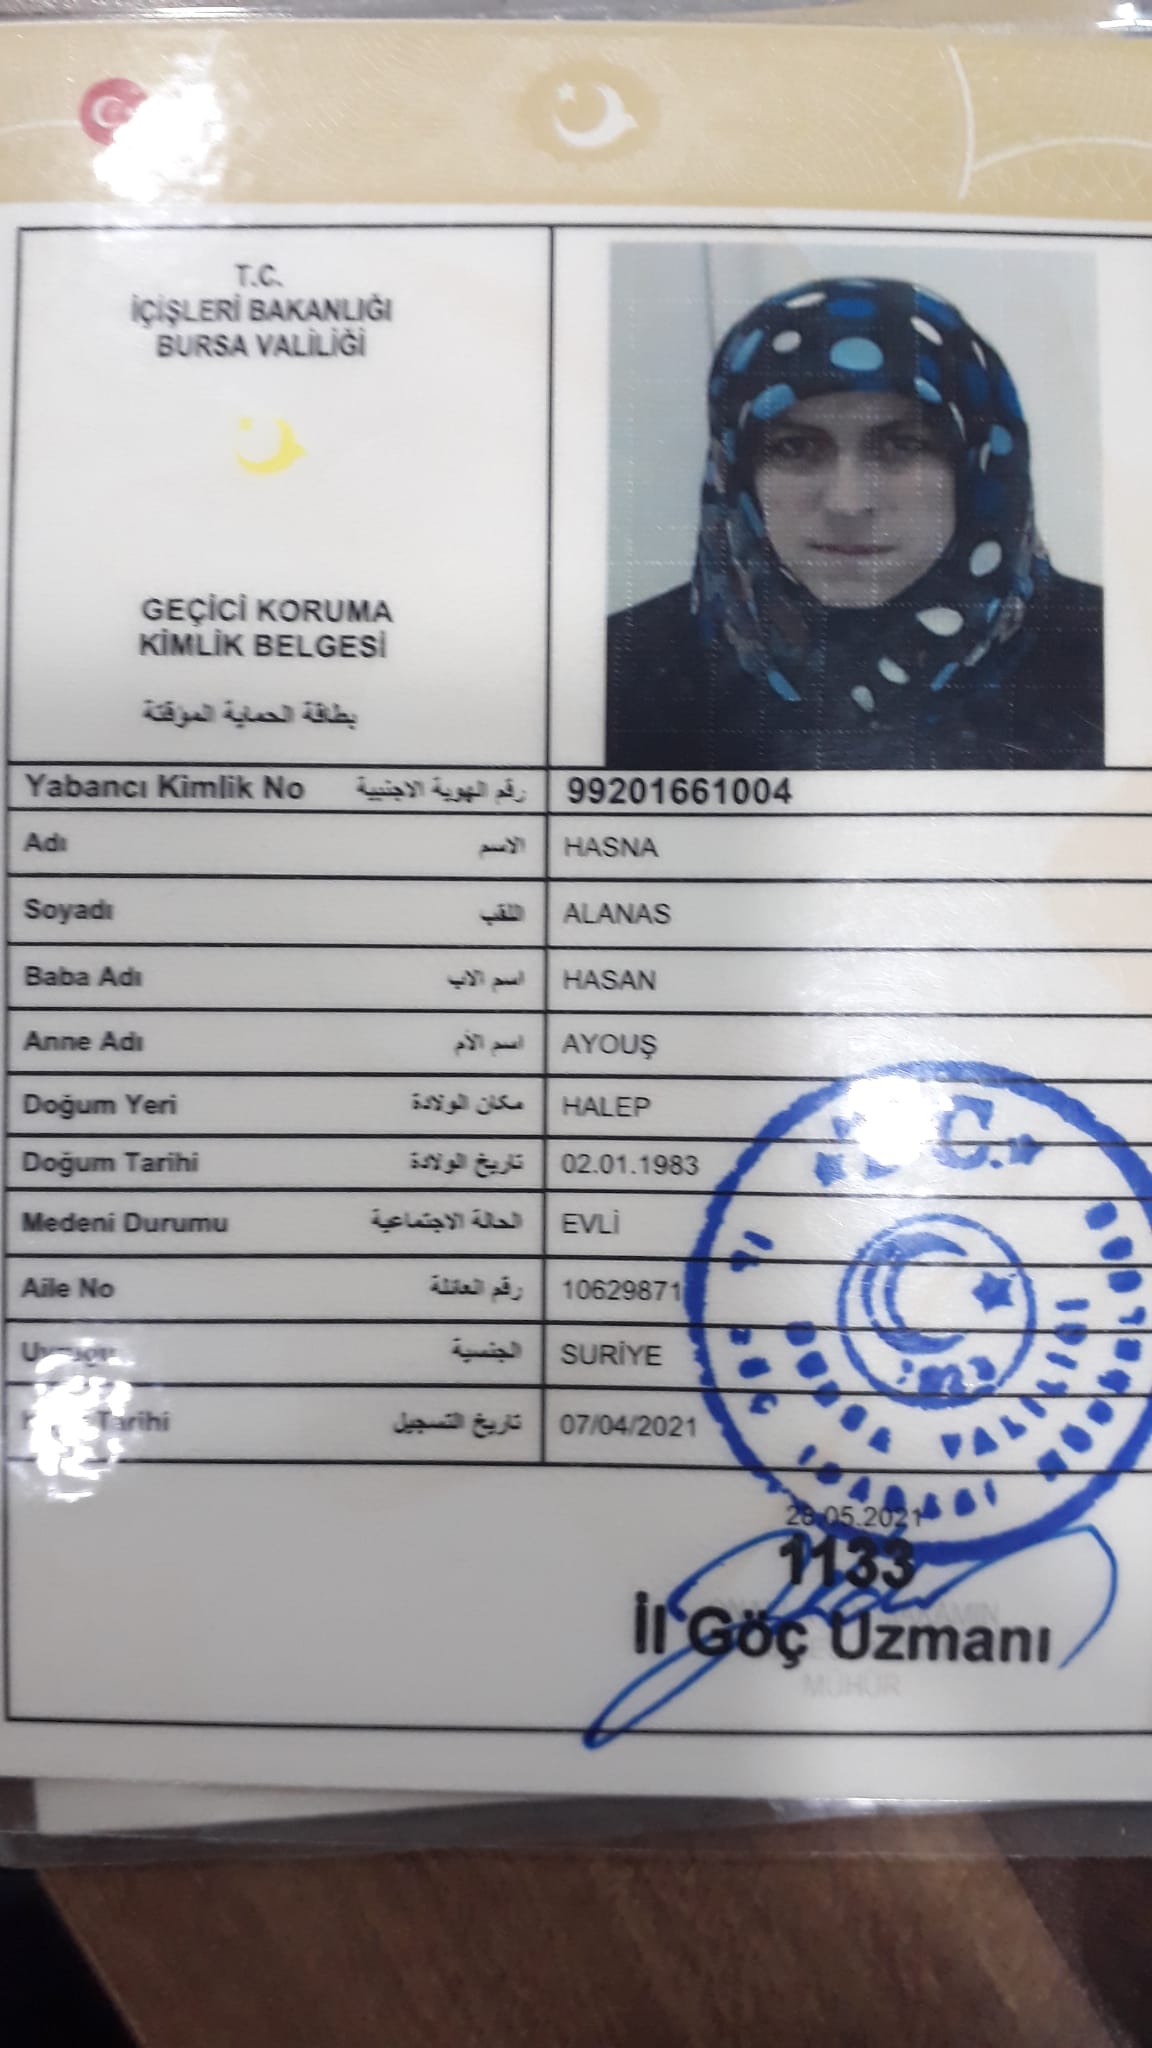 T.C.
İÇİŞLERİ BAKANLIĞI
BURSA VALİLİĞİ
GEÇİCİ KORUMA
KİMLİK BELGESİ
بطاقة الحماية المؤقتة
Yabancı Kimlik No رقم الهوية الاجنبية 99201661004
Adı الاسم HASNA
Soyadı اللقب ALANAS
Baba Adı اسم الاب HASAN
Anne Adı اسم الأم AYOUŞ
Doğum Yeri مكان الولادة HALEP
Doğum Tarihi تاريخ الولادة 02.01.1983
Medeni Durumu الحالة الاجتماعية EVLİ
Aile No رقم العائلة 10629871
الجنسية SURİYE
Tarihi تاريخ التسجيل 07/04/2021
T.C.
BURSA VALİLİĞİ
İDARESİ
28.05.2021
1133
İl Göç Uzmanı
MÜHÜR